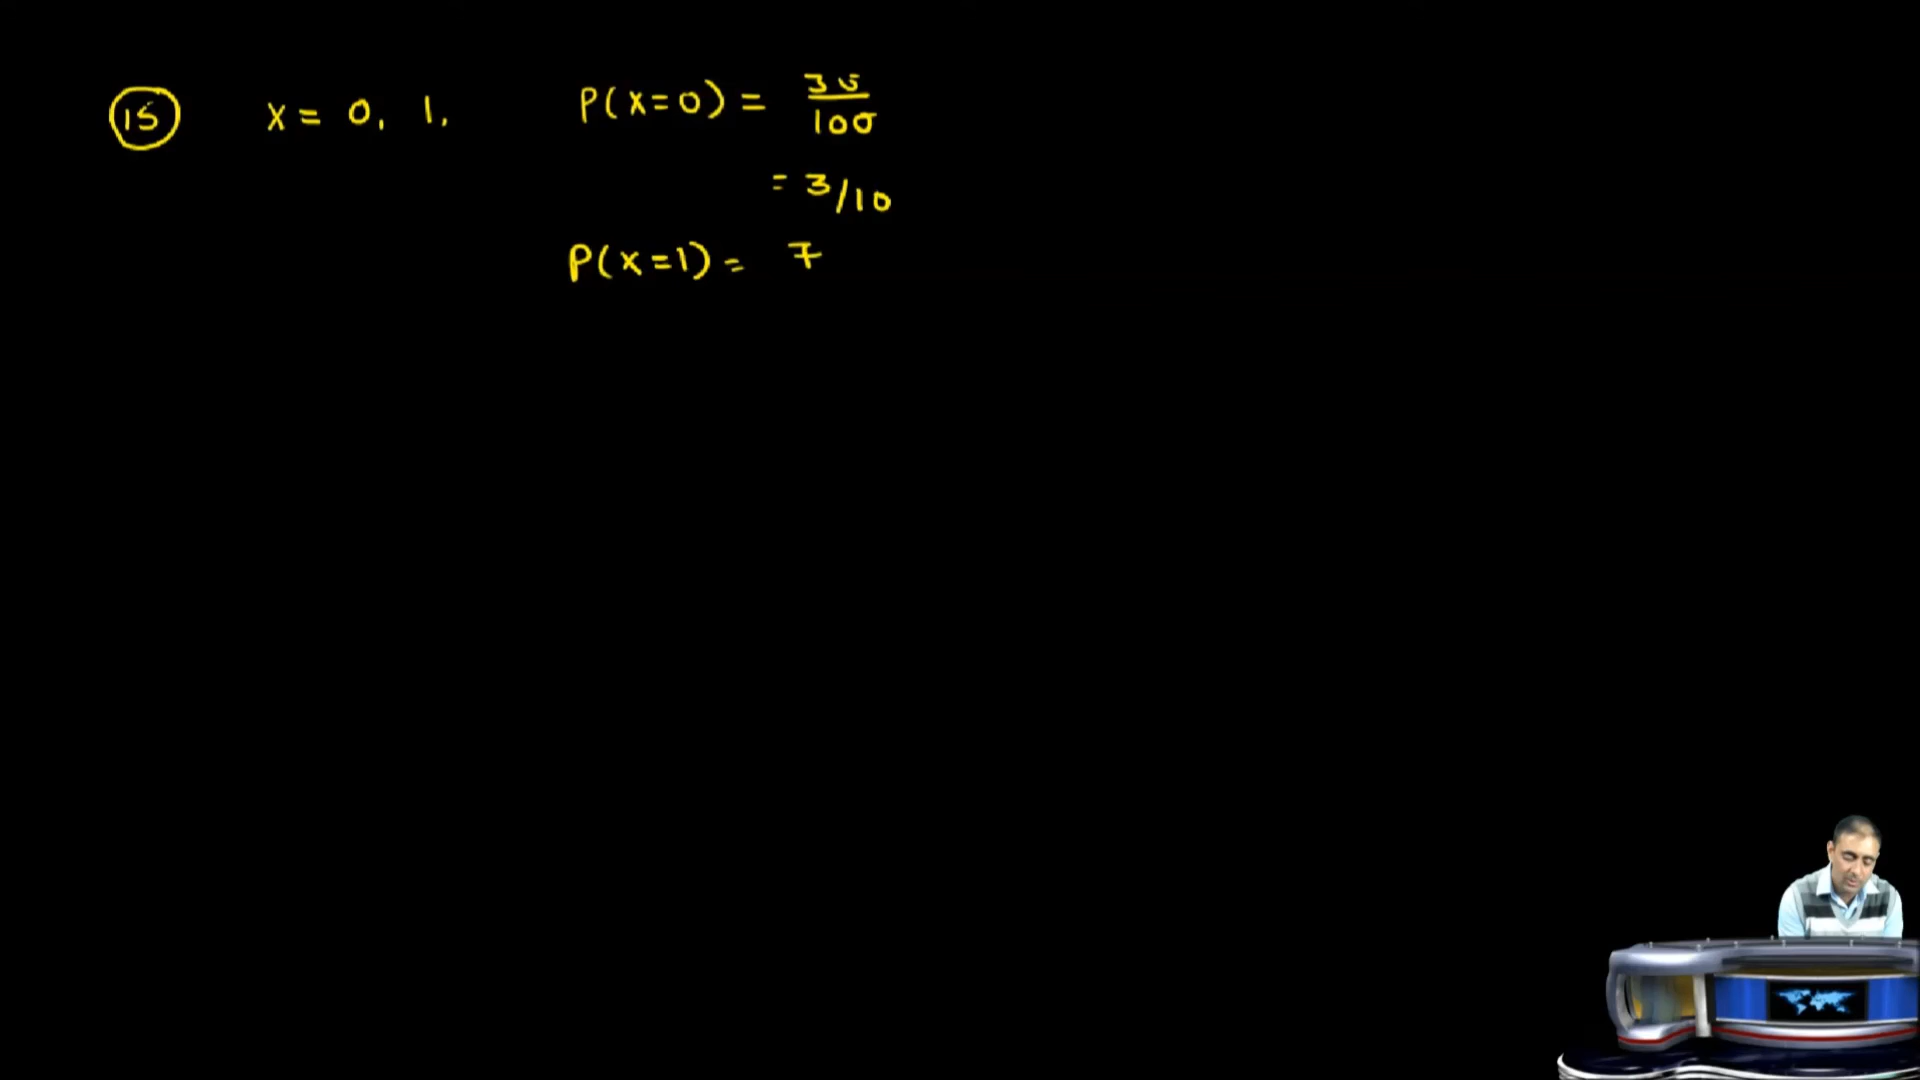 15 x = 0, 1. P(x=0) = 30/100
= 3/10
P(x=1) = 7